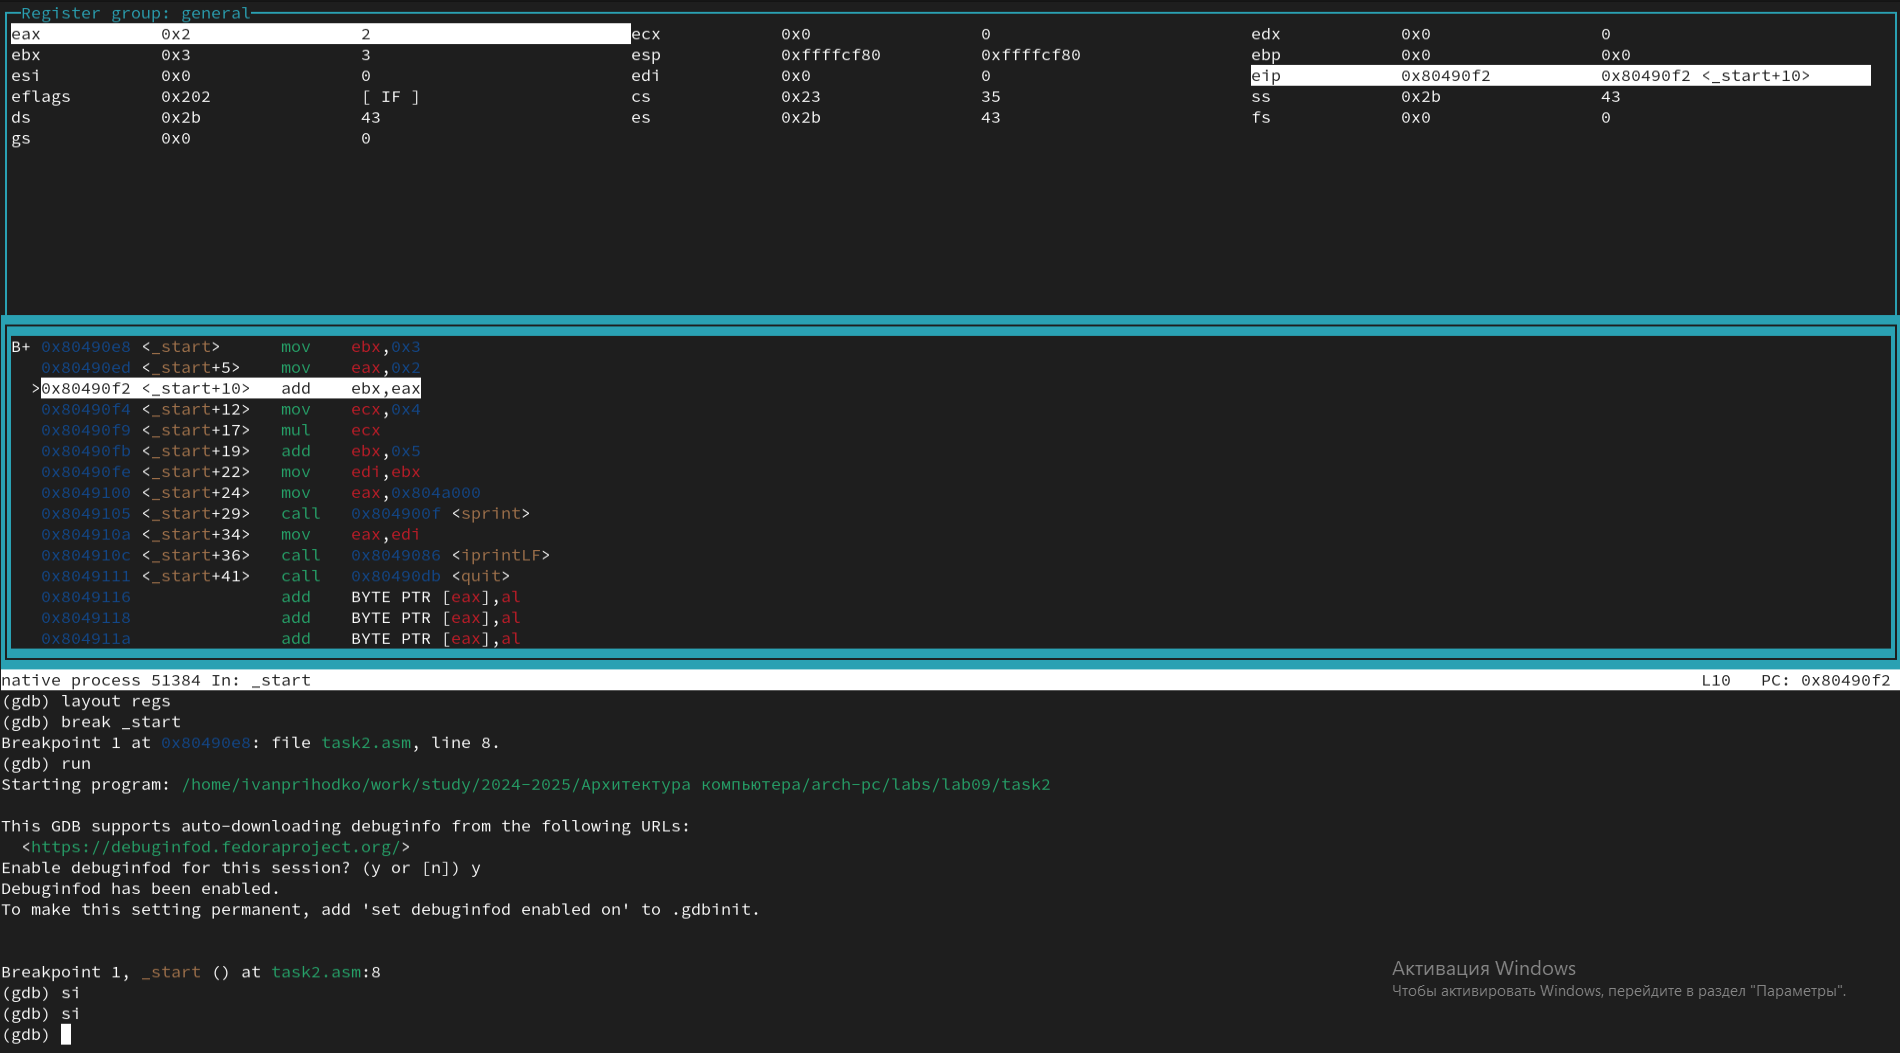 Register group: general
eax 0x2 2 ecx 0x0 0 edx 0x0 0
ebx 0x3 3 esp 0xffffcf80 0xffffcf80 ebp 0x0 0x0
esi 0x0 0 edi 0x0 0 eip 0x80490f2 0x80490f2 <_start+10>
eflags 0x202 [ IF ] cs 0x23 35 ss 0x2b 43
ds 0x2b 43 es 0x2b 43 fs 0x0 0
gs 0x0 0
B+ 0x80490e8 <_start> mov ebx,0x3
0x80490ed <_start+5> mov eax,0x2
>0x80490f2 <_start+10> add ebx,eax
0x80490f4 <_start+12> mov ecx,0x4
0x80490f9 <_start+17> mul ecx
0x80490fb <_start+19> add ebx,0x5
0x80490fe <_start+22> mov edi,ebx
0x8049100 <_start+24> mov eax,0x804a000
0x8049105 <_start+29> call 0x804900f <sprint>
0x804910a <_start+34> mov eax,edi
0x804910c <_start+36> call 0x8049086 <iprintLF>
0x8049111 <_start+41> call 0x80490db <quit>
0x8049116 add BYTE PTR [eax],al
0x8049118 add BYTE PTR [eax],al
0x804911a add BYTE PTR [eax],al
native process 51384 In: _start L10 PC: 0x80490f2
(gdb) layout regs
(gdb) break _start
Breakpoint 1 at 0x80490e8: file task2.asm, line 8.
(gdb) run
Starting program: /home/ivanprihodko/work/study/2024-2025/Архитектура компьютера/arch-pc/labs/lab09/task2
This GDB supports auto-downloading debuginfo from the following URLs:
<https://debuginfod.fedoraproject.org/>
Enable debuginfod for this session? (y or [n]) y
Debuginfod has been enabled.
To make this setting permanent, add 'set debuginfod enabled on' to .gdbinit.
Breakpoint 1, _start () at task2.asm:8
(gdb) si
(gdb) si
(gdb)
Активация Windows
Чтобы активировать Windows, перейдите в раздел "Параметры".